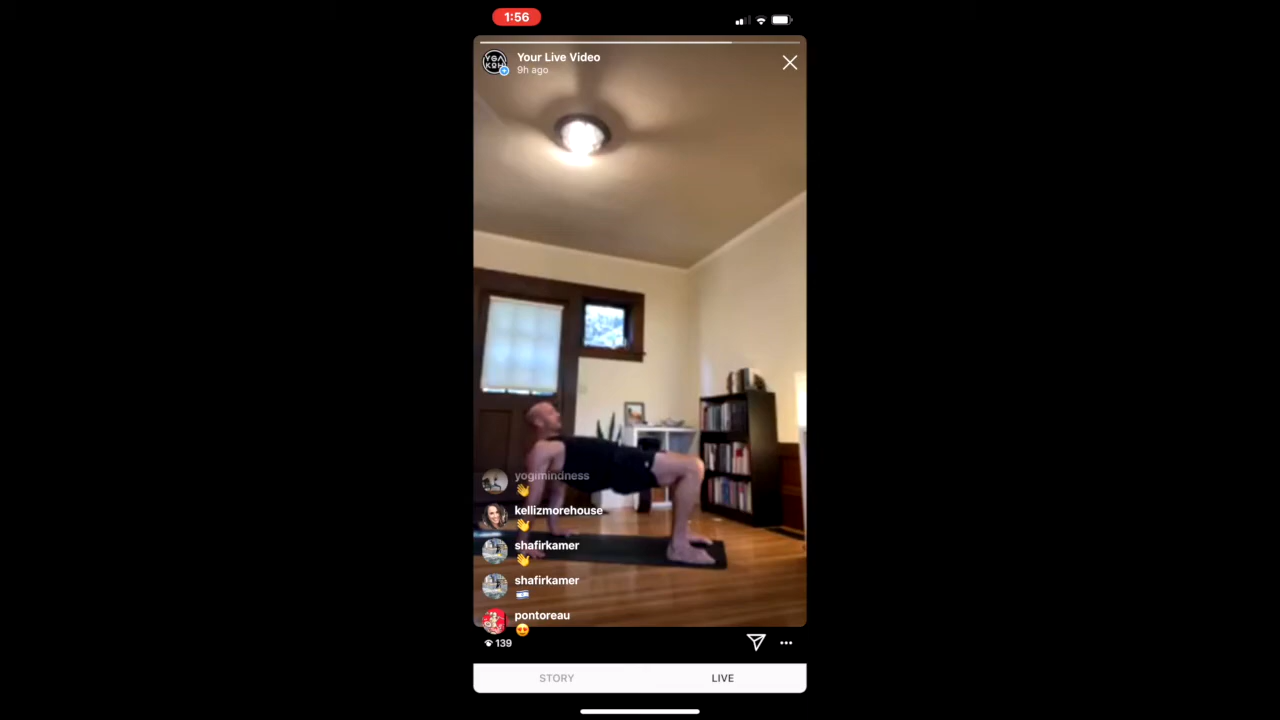 1:56
Your Live Video
9h ago
yogimindness
kellizmorehouse
shafirkamer
shafirkamer
pontoreau
139
STORY
LIVE